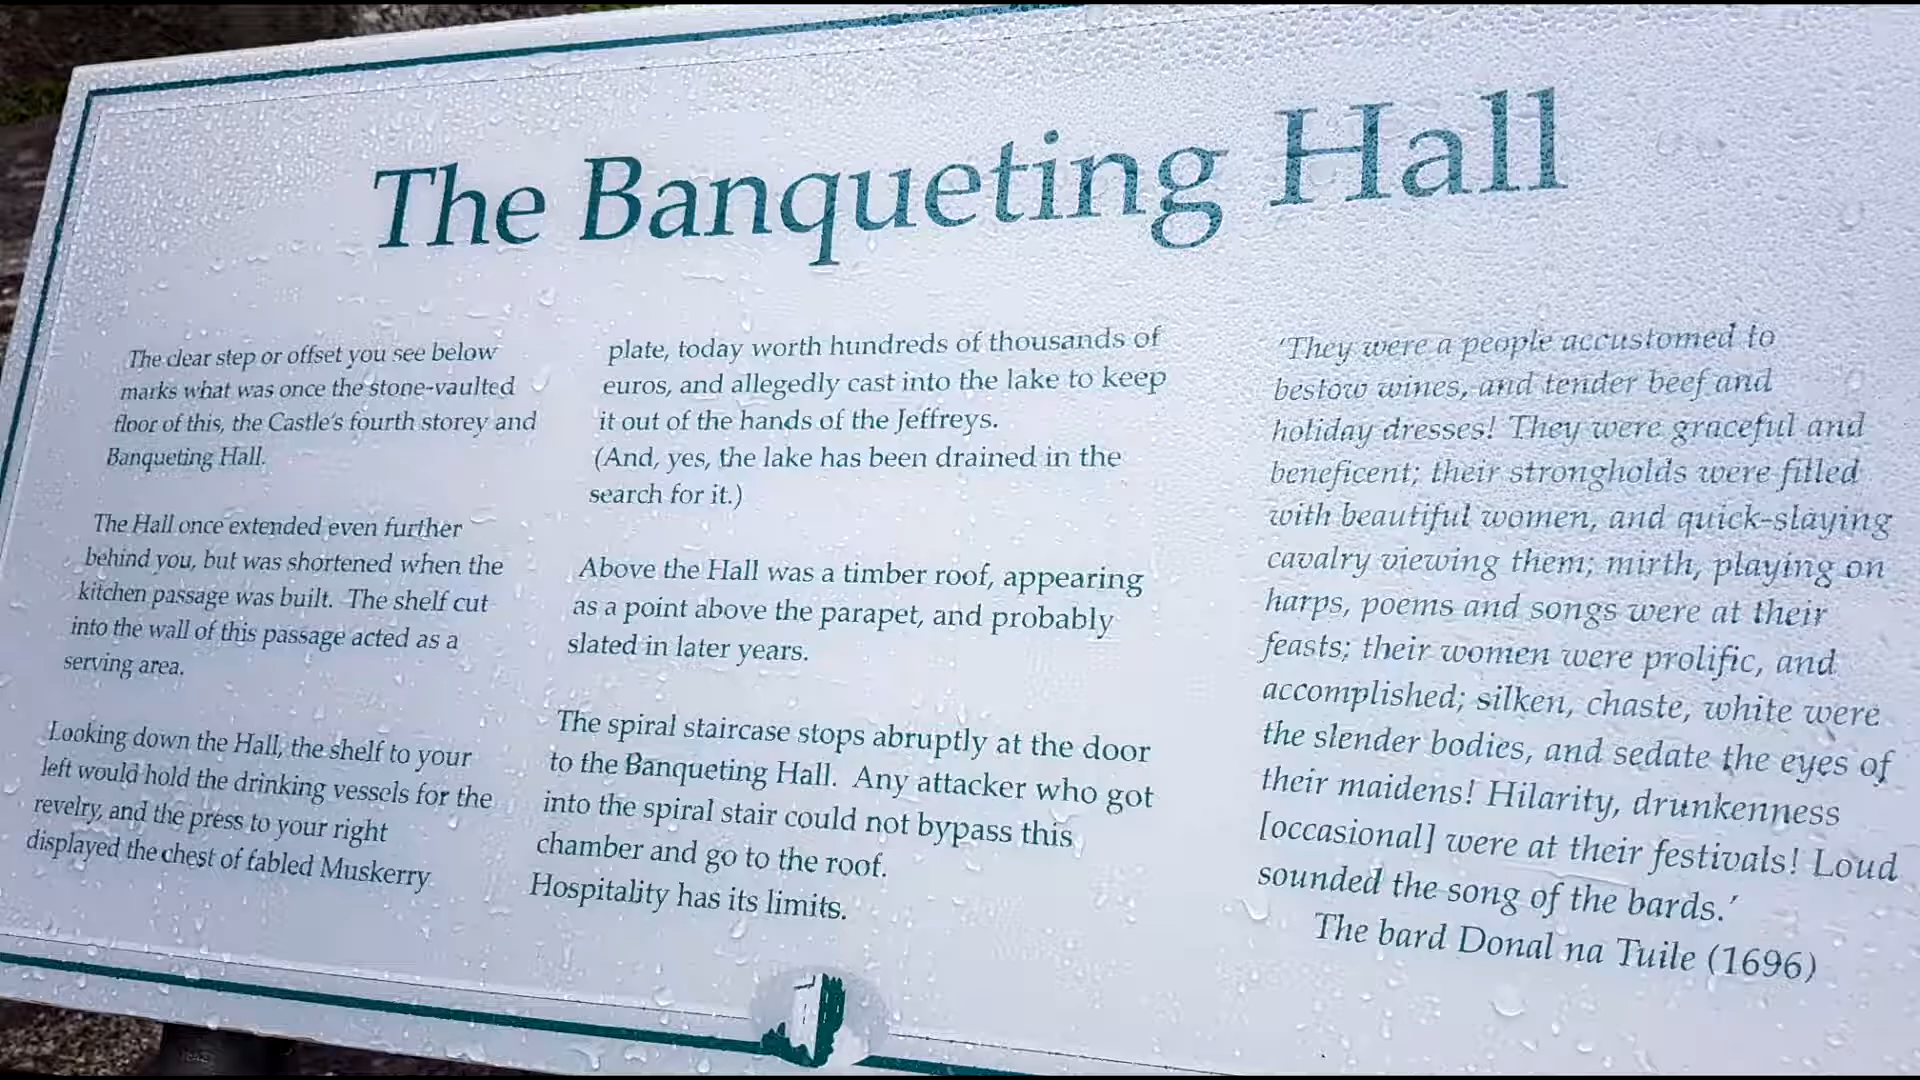 The Banqueting Hall
The clear step or offset you see below
marks what was once the stone-vaulted
floor of this, the Castle's fourth storey and
Banqueting Hall.
The Hall once extended even further
behind you, but was shortened when the
kitchen passage was built. The shelf cut
into the wall of this passage acted as a
serving area.
Looking down the Hall, the shelf to your
left would hold the drinking vessels for the
revelry, and the press to your right
displayed the chest of fabled Muskerry
plate, today worth hundreds of thousands of
euros, and allegedly cast into the lake to keep
it out of the hands of the Jeffreys.
(And, yes, the lake has been drained in the
search for it.)
Above the Hall was a timber roof, appearing
as a point above the parapet, and probably
slated in later years.
The spiral staircase stops abruptly at the door
to the Banqueting Hall. Any attacker who got
into the spiral stair could not bypass this
chamber and go to the roof.
Hospitality has its limits.
'They were a people accustomed to
bestow wines, and tender beef and
holiday dresses! They were graceful and
beneficent; their strongholds were filled
with beautiful women, and quick-slaying
cavalry viewing them; mirth, playing on
harps, poems and songs were at their
feasts; their women were prolific, and
accomplished; silken, chaste, white were
the slender bodies, and sedate the eyes of
their maidens! Hilarity, drunkenness
[occasional] were at their festivals! Loud
sounded the song of the bards.'
The bard Donal na Tuile (1696)